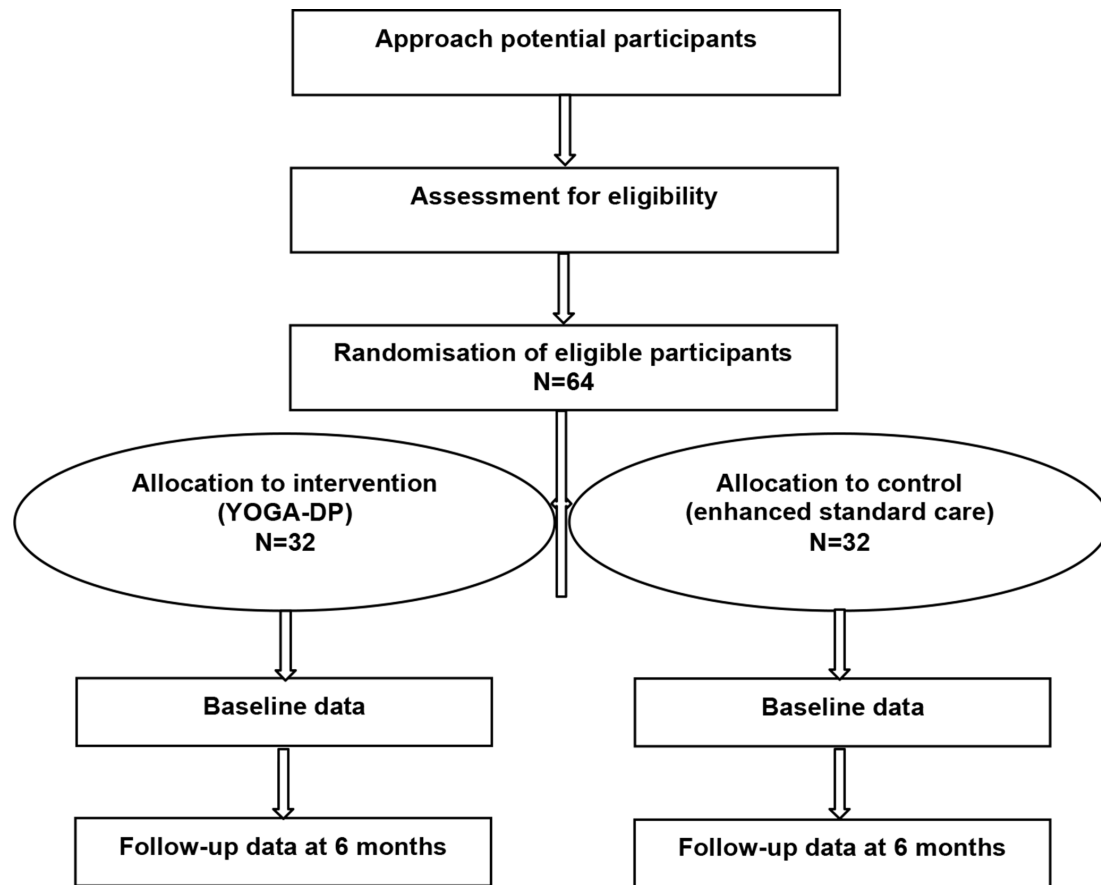 Approach potential participants
Assessment for eligibility
Randomisation of eligible participants
N=64
Allocation to intervention
(YOGA-DP)
N=32
Allocation to control
(enhanced standard care)
N=32
Baseline data
Baseline data
Follow-up data at 6 months
Follow-up data at 6 months